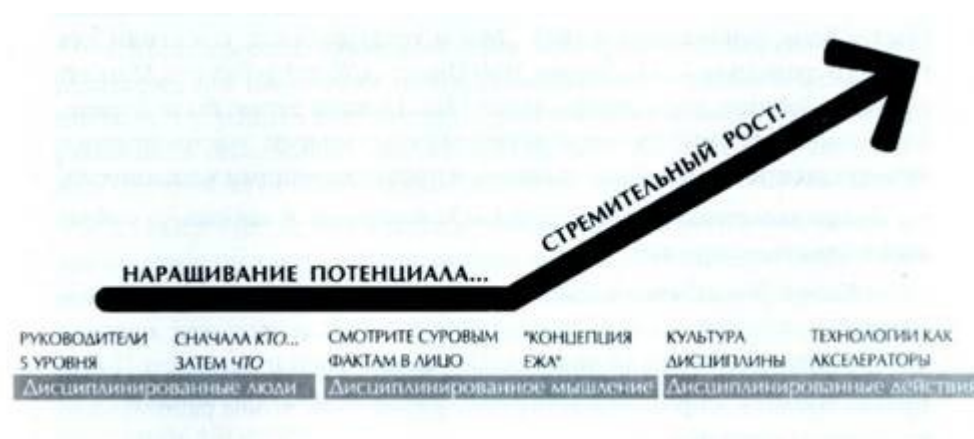 СТРЕМИТЕЛЬНЫЙ РОСТ!
НАРАЩИВАНИЕ ПОТЕНЦИАЛА...
РУКОВОДИТЕЛИ
5 УРОВНЯ
СНАЧАЛА КТО...
ЗАТЕМ ЧТО
СМОТРИТЕ СУРОВЫМ
ФАКТАМ В ЛИЦО
"КОНЦЕПЦИЯ
ЕЖА"
КУЛЬТУРА
ДИСЦИПЛИНЫ
ТЕХНОЛОГИИ КАК
АКСЕЛЕРАТОРЫ
Дисциплинированные люди
Дисциплинированное мышление
Дисциплинированные действия